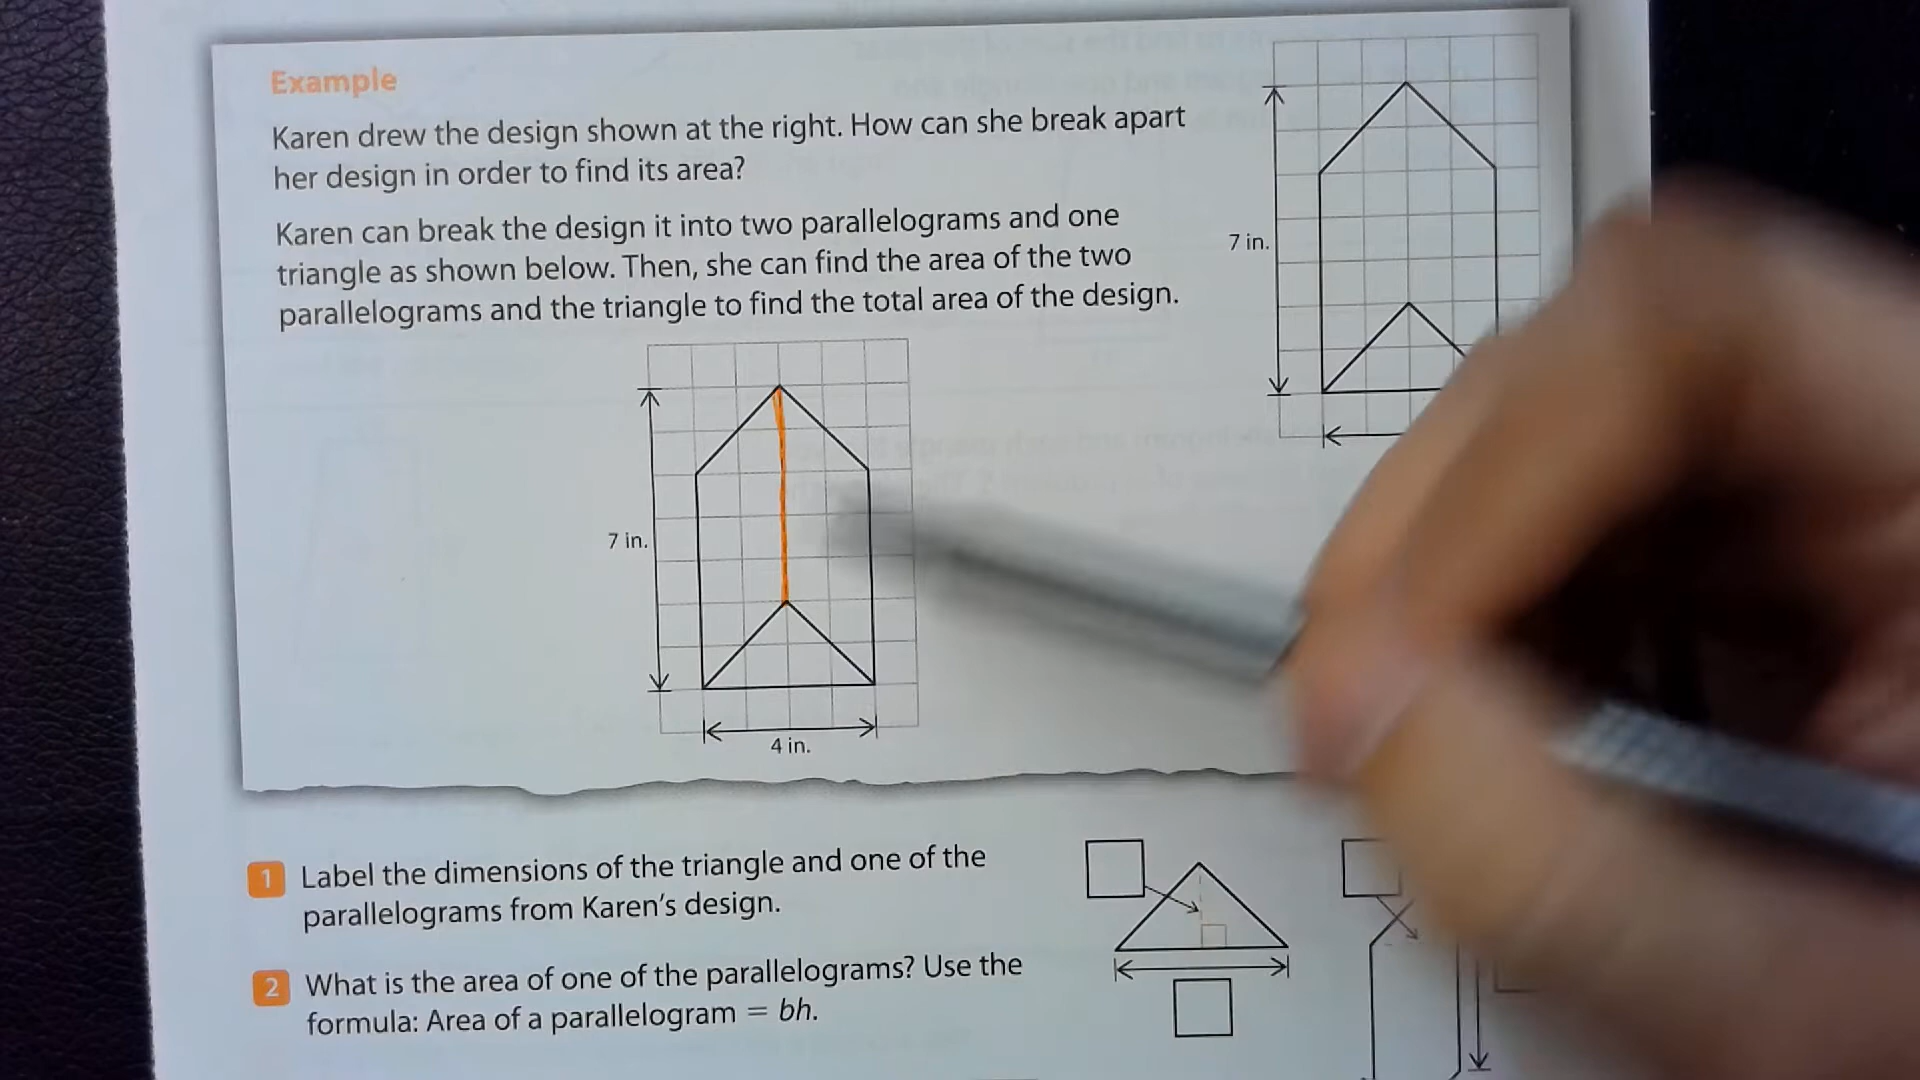 Example
Karen drew the design shown at the right. How can she break apart
her design in order to find its area?
Karen can break the design it into two parallelograms and one
triangle as shown below. Then, she can find the area of the two
parallelograms and the triangle to find the total area of the design.
7 in.
7 in.
4 in.
1 Label the dimensions of the triangle and one of the
parallelograms from Karen's design.
2 What is the area of one of the parallelograms? Use the
formula: Area of a parallelogram = bh.